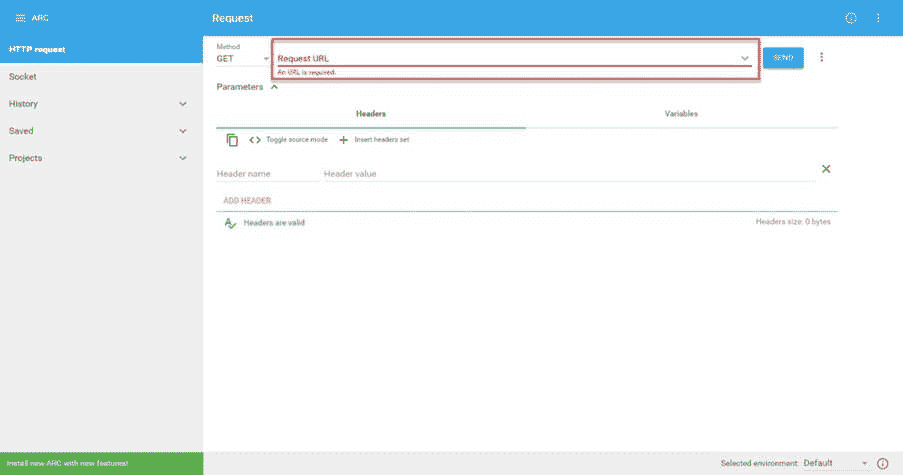 ARC
Request
HTTP request
Socket
History
Saved
Projects
Method
GET
Request URL
An URL is required.
SEND
Parameters
Headers
Variables
Toggle source mode
Insert headers set
Header name
Header value
ADD HEADER
Headers are valid
Headers size: 0 bytes
Install new ARC with new features!
Selected environment: Default